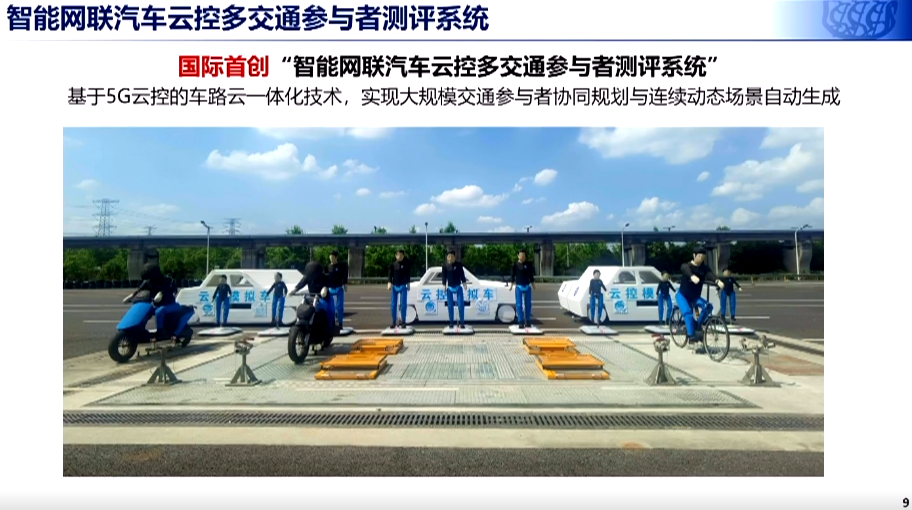 智能网联汽车云控多交通参与者测评系统
国际首创“智能网联汽车云控多交通参与者测评系统”
基于5G云控的车路云一体化技术，实现大规模交通参与者协同规划与连续动态场景自动生成
云控模拟车
云控 拟车
云控模
9